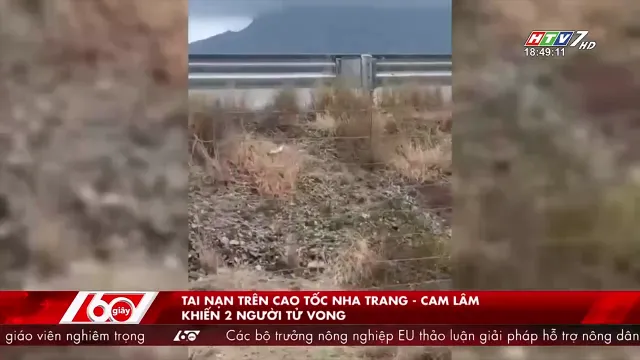 HTV7 HD
18:49:11
60 giây
TAI NẠN TRÊN CAO TỐC NHA TRANG - CAM LÂM
KHIẾN 2 NGƯỜI TỬ VONG
giáo viên nghiêm trọng
Các bộ trưởng nông nghiệp EU thảo luận giải pháp hỗ trợ nông dân